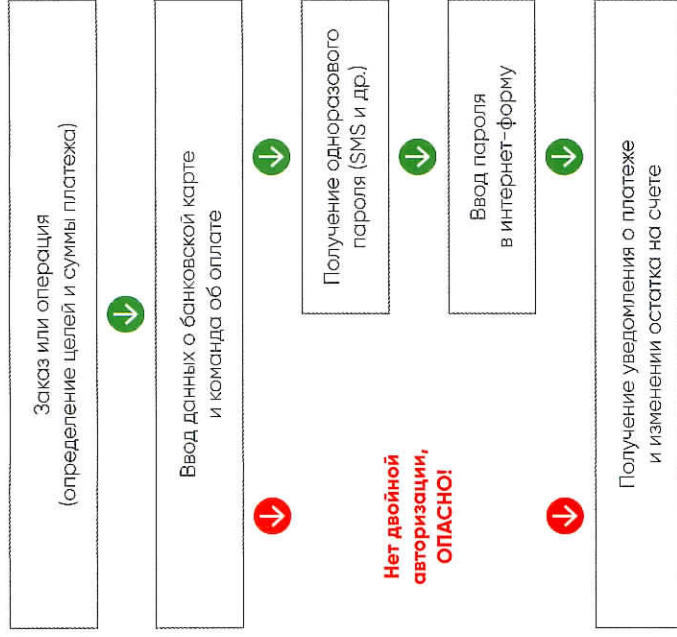 Заказ или операция
(определение целей и суммы платежа)
Ввод данных о банковской карте
и команда об оплате
Получение одноразового
пароля (SMS и др.)
Нет двойной
авторизации,
ОПАСНО!
Ввод пароля
в интернет-форму
Получение уведомления о платеже
и изменении остатка на счете